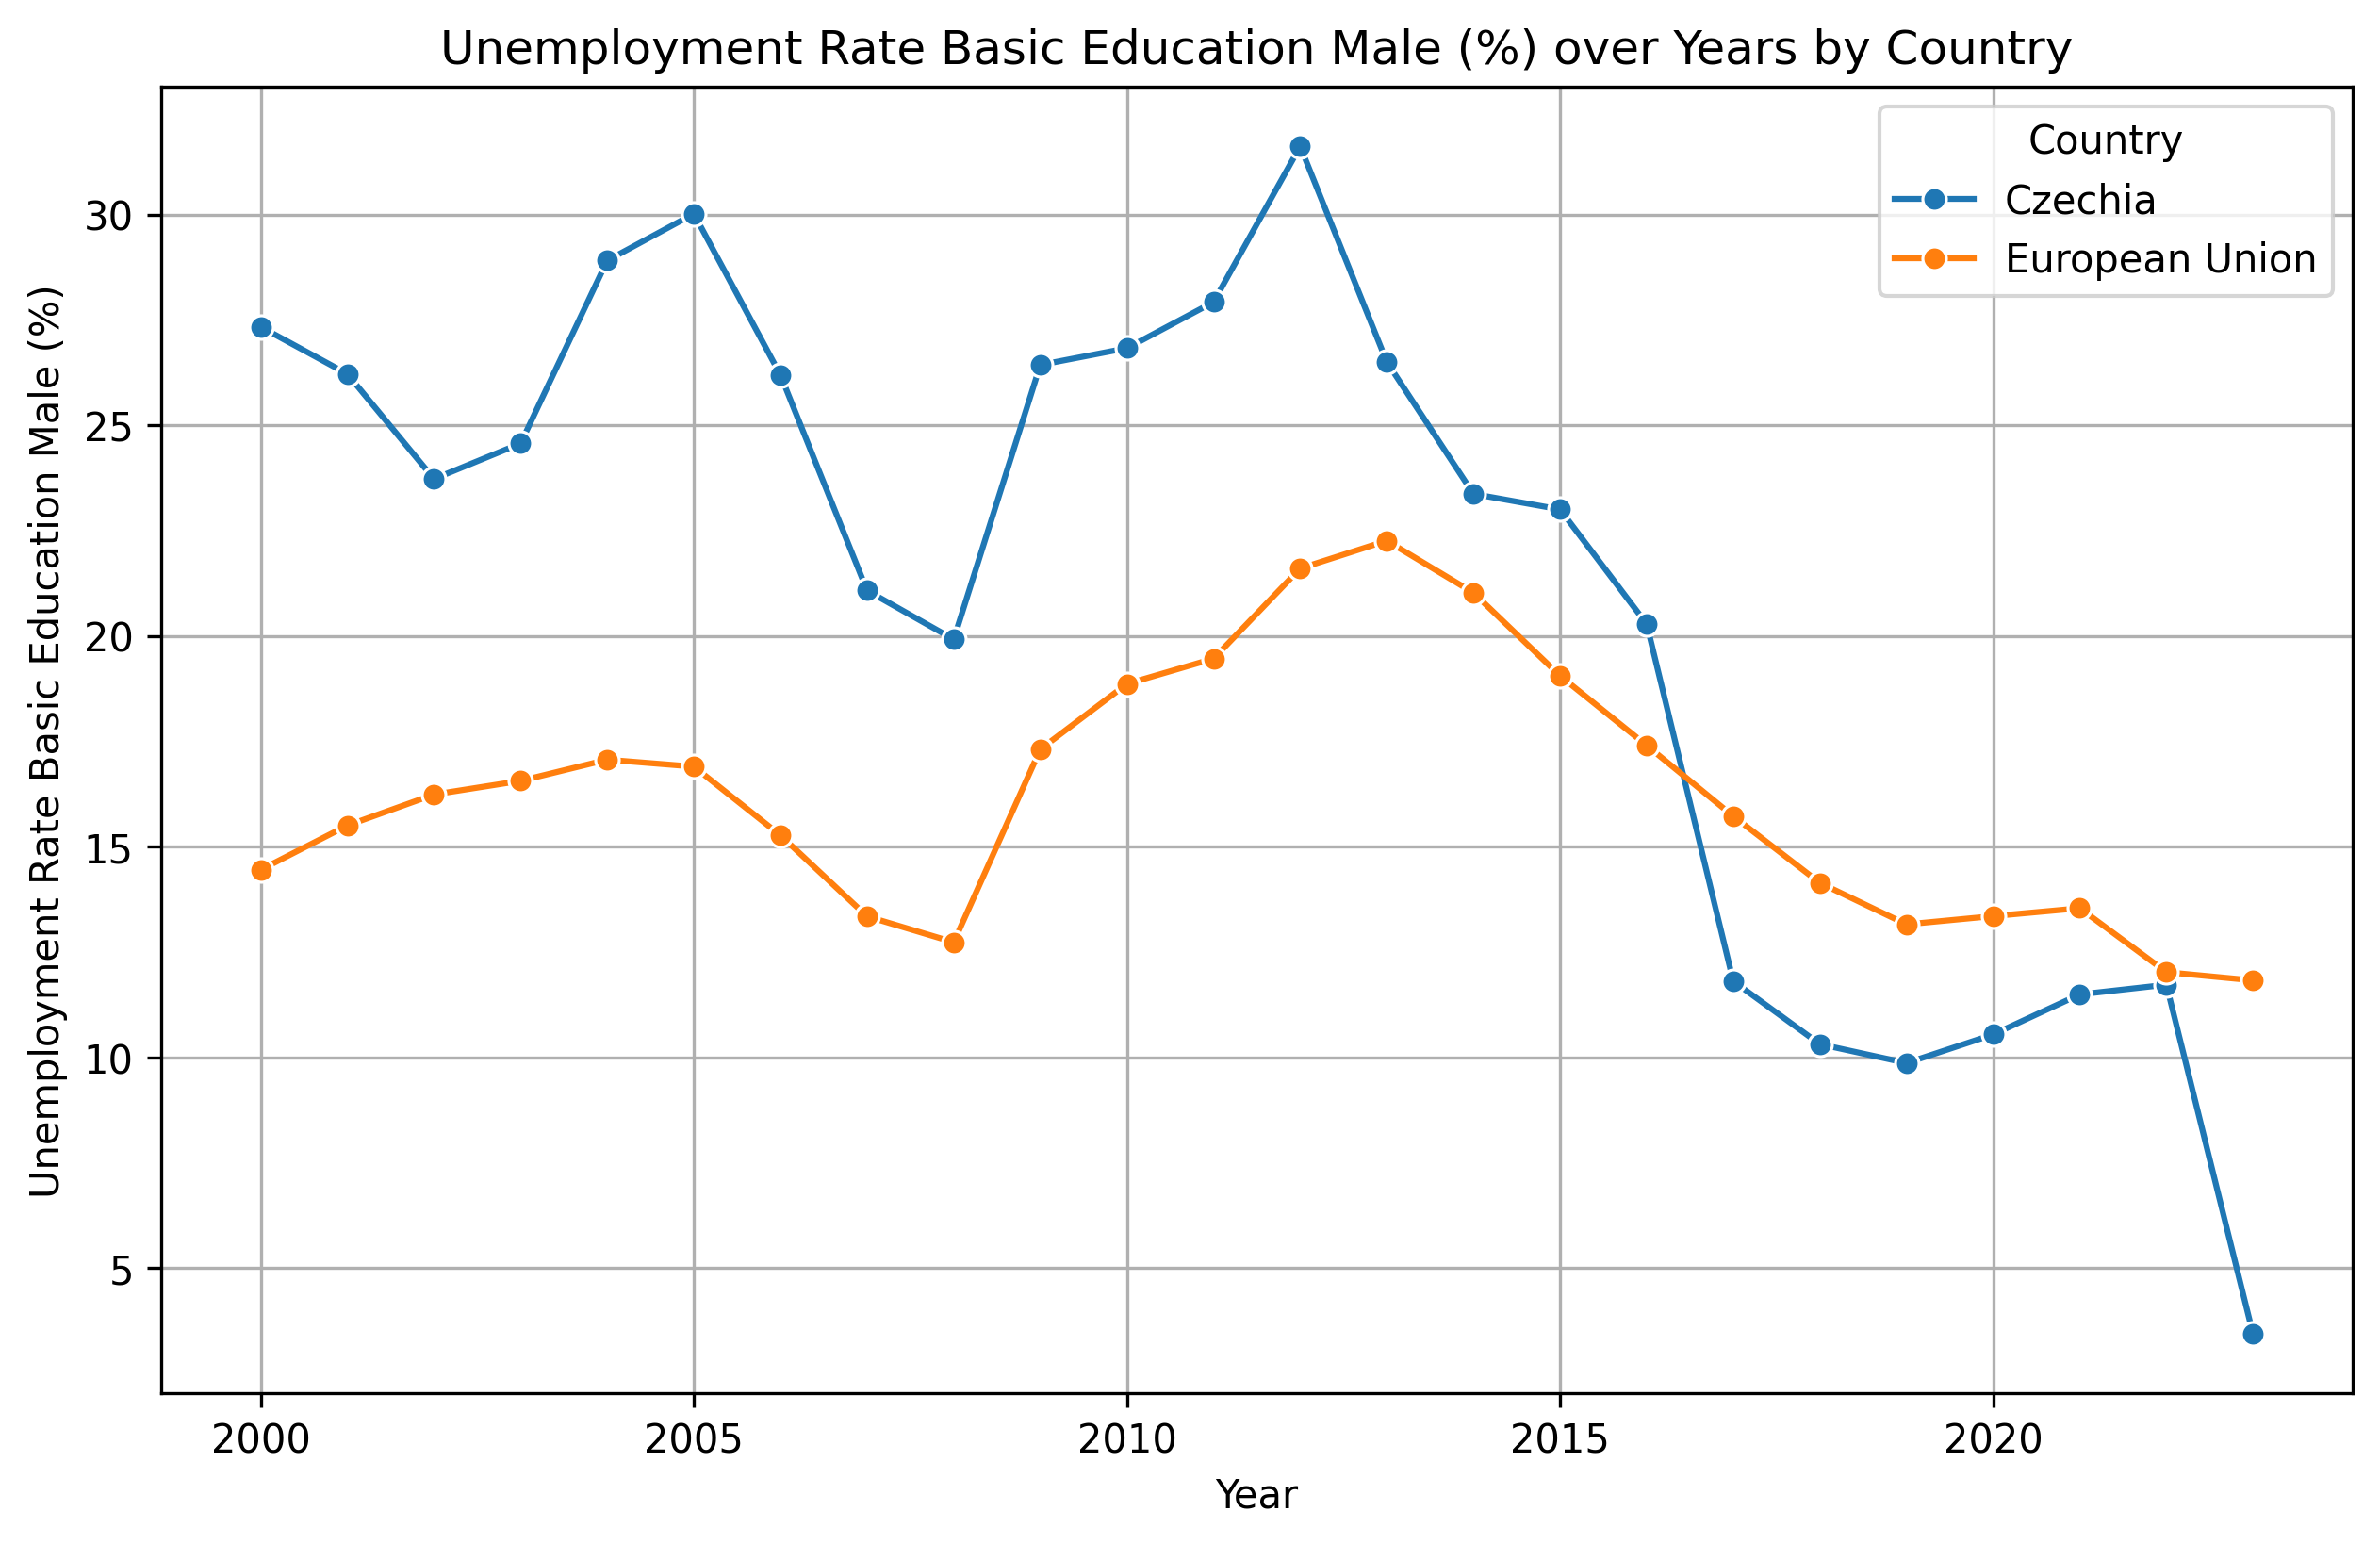 Unemployment Rate Basic Education Male (%) over Years by Country
Unemployment Rate Basic Education Male (%)
30
25
20
15
10
5
Country
Czechia
European Union
2000 2005 2010 2015 2020
Year